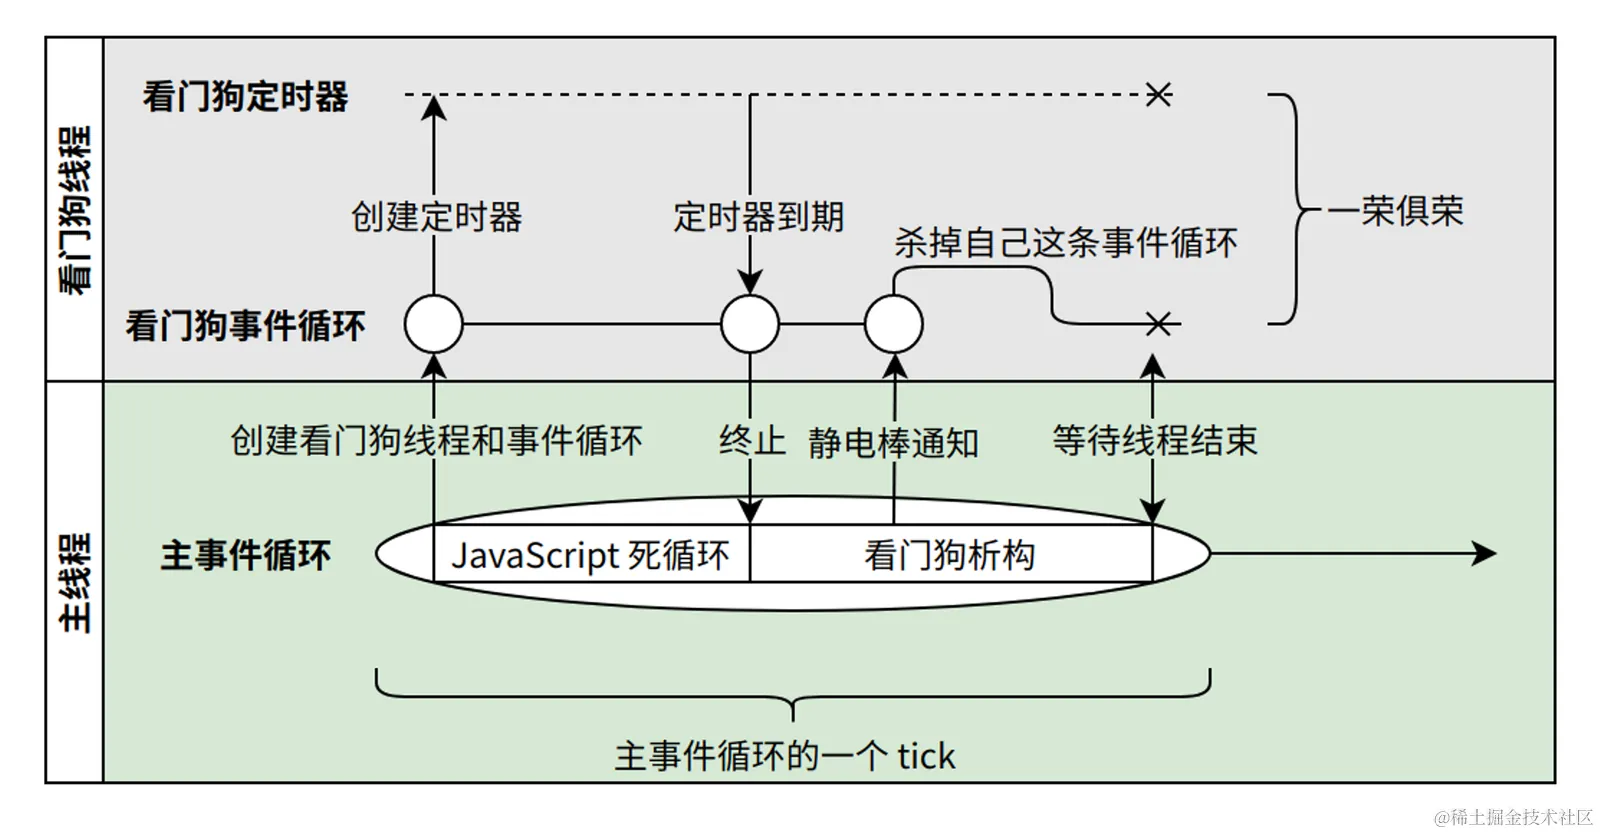 看门狗线程
看门狗定时器
创建定时器
定时器到期
杀掉自己这条事件循环
一荣俱荣
看门狗事件循环
主线程
创建看门狗线程和事件循环
终止
静电棒通知
等待线程结束
主事件循环
JavaScript 死循环
看门狗析构
主事件循环的一个 tick
@稀土掘金技术社区